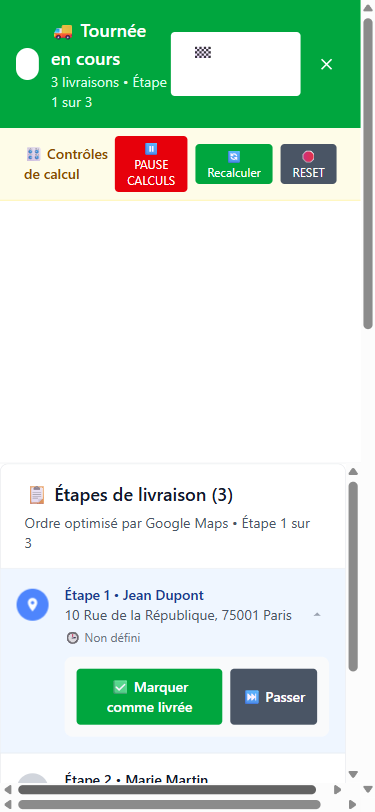 🚚 Tournée
en cours
3 livraisons • Étape
1 sur 3
🏁
×
🎛️ Contrôles
de calcul
⏸️
PAUSE
CALCULS
🔄
Recalculer
🔴
RESET
📋 Étapes de livraison (3)
Ordre optimisé par Google Maps • Étape 1 sur
3
Étape 1 • Jean Dupont
10 Rue de la République, 75001 Paris
🕒 Non défini
✅ Marquer
comme livrée
⏭️ Passer
Étape 2 • Marie Martin